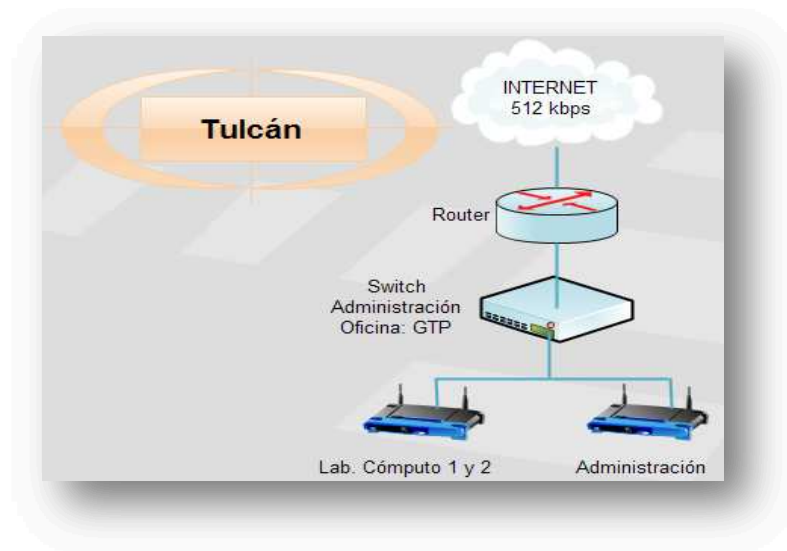 Tulcán
INTERNET
512 kbps
Router
Switch
Administración
Oficina: GTP
Lab. Cómputo 1 y 2
Administración